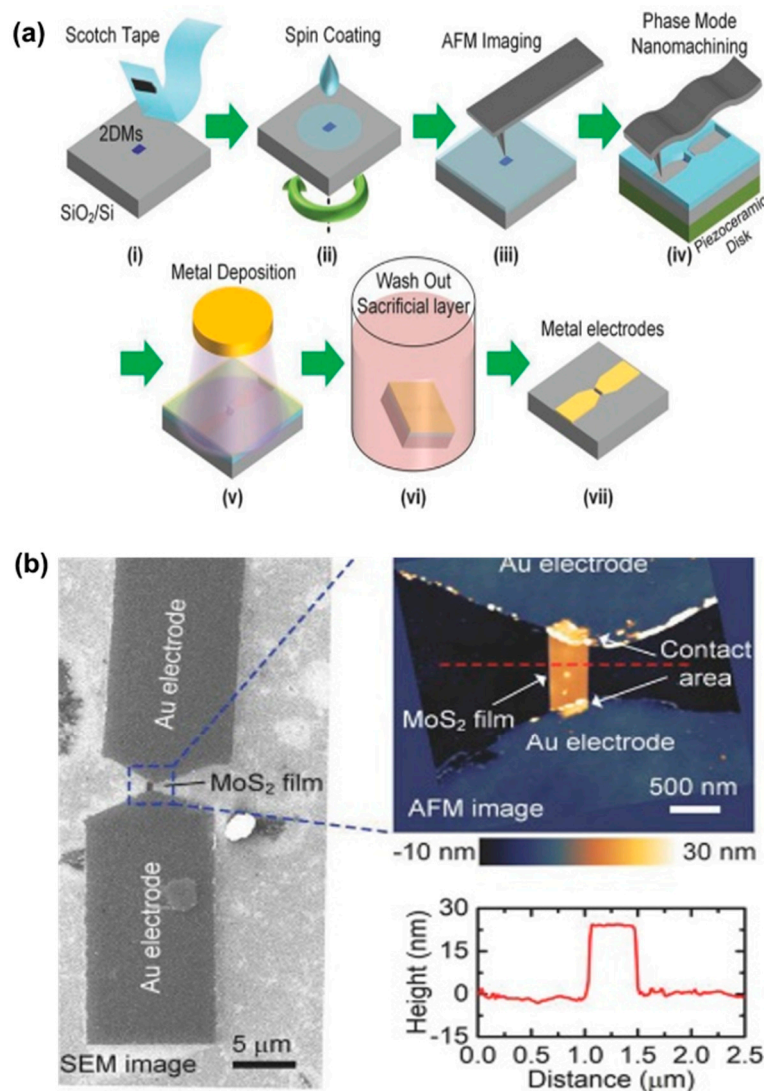 (a)
Scotch Tape
2DMs
SiO₂/Si
(i)
Spin Coating
(ii)
AFM Imaging
(iii)
Phase Mode
Nanomachining
Piezoceramic
Disk
(iv)
Metal Deposition
(v)
Wash Out
Sacrificial layer
(vi)
Metal electrodes
(vii)
(b)
Au electrode
MoS₂ film
Au electrode
SEM image
5 μm
Au electrode
Contact
area
MoS₂ film
Au electrode
500 nm
AFM image
-10 nm
30 nm
Height (nm)
30
15
0
-15
0.0 0.5 1.0 1.5 2.0 2.5
Distance (μm)